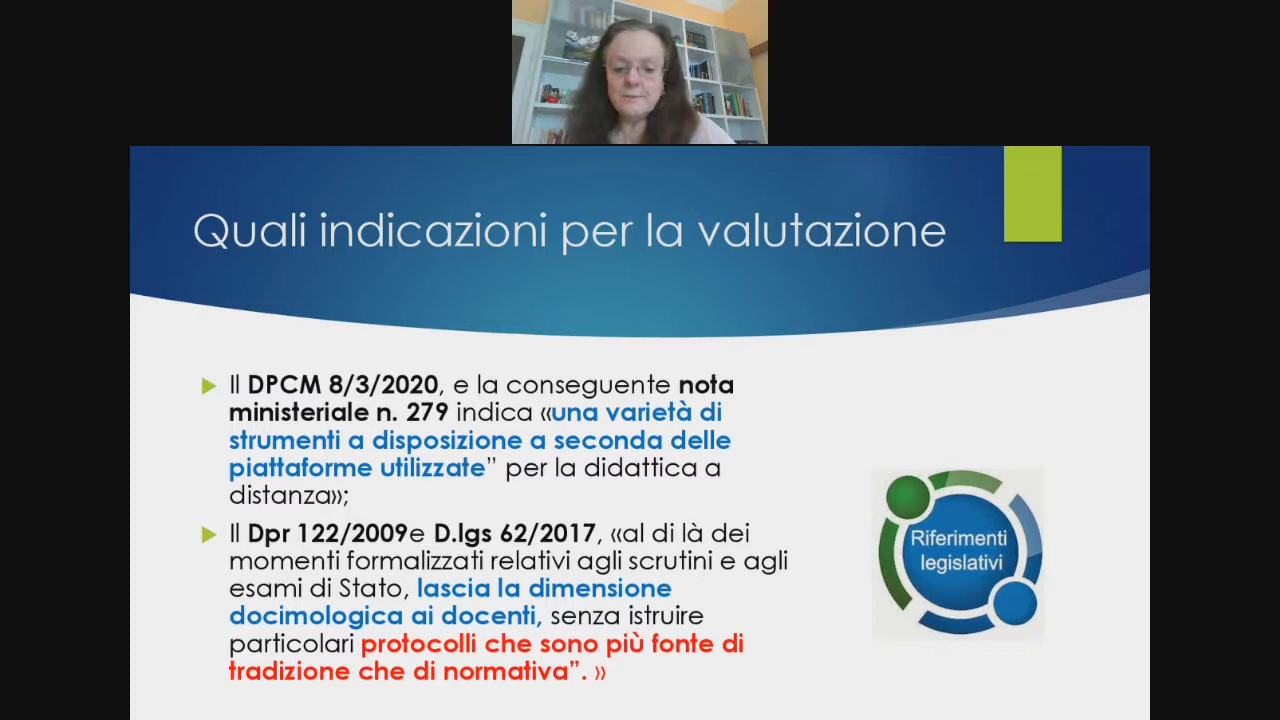 Quali indicazioni per la valutazione
Il DPCM 8/3/2020, e la conseguente nota
ministeriale n. 279 indica «una varietà di
strumenti a disposizione a seconda delle
piattaforme utilizzate” per la didattica a
distanza»;
Il Dpr 122/2009e D.lgs 62/2017, «al di là dei
momenti formalizzati relativi agli scrutini e agli
esami di Stato, lascia la dimensione
docimologica ai docenti, senza istruire
particolari protocolli che sono più fonte di
tradizione che di normativa”. »
Riferimenti
legislativi